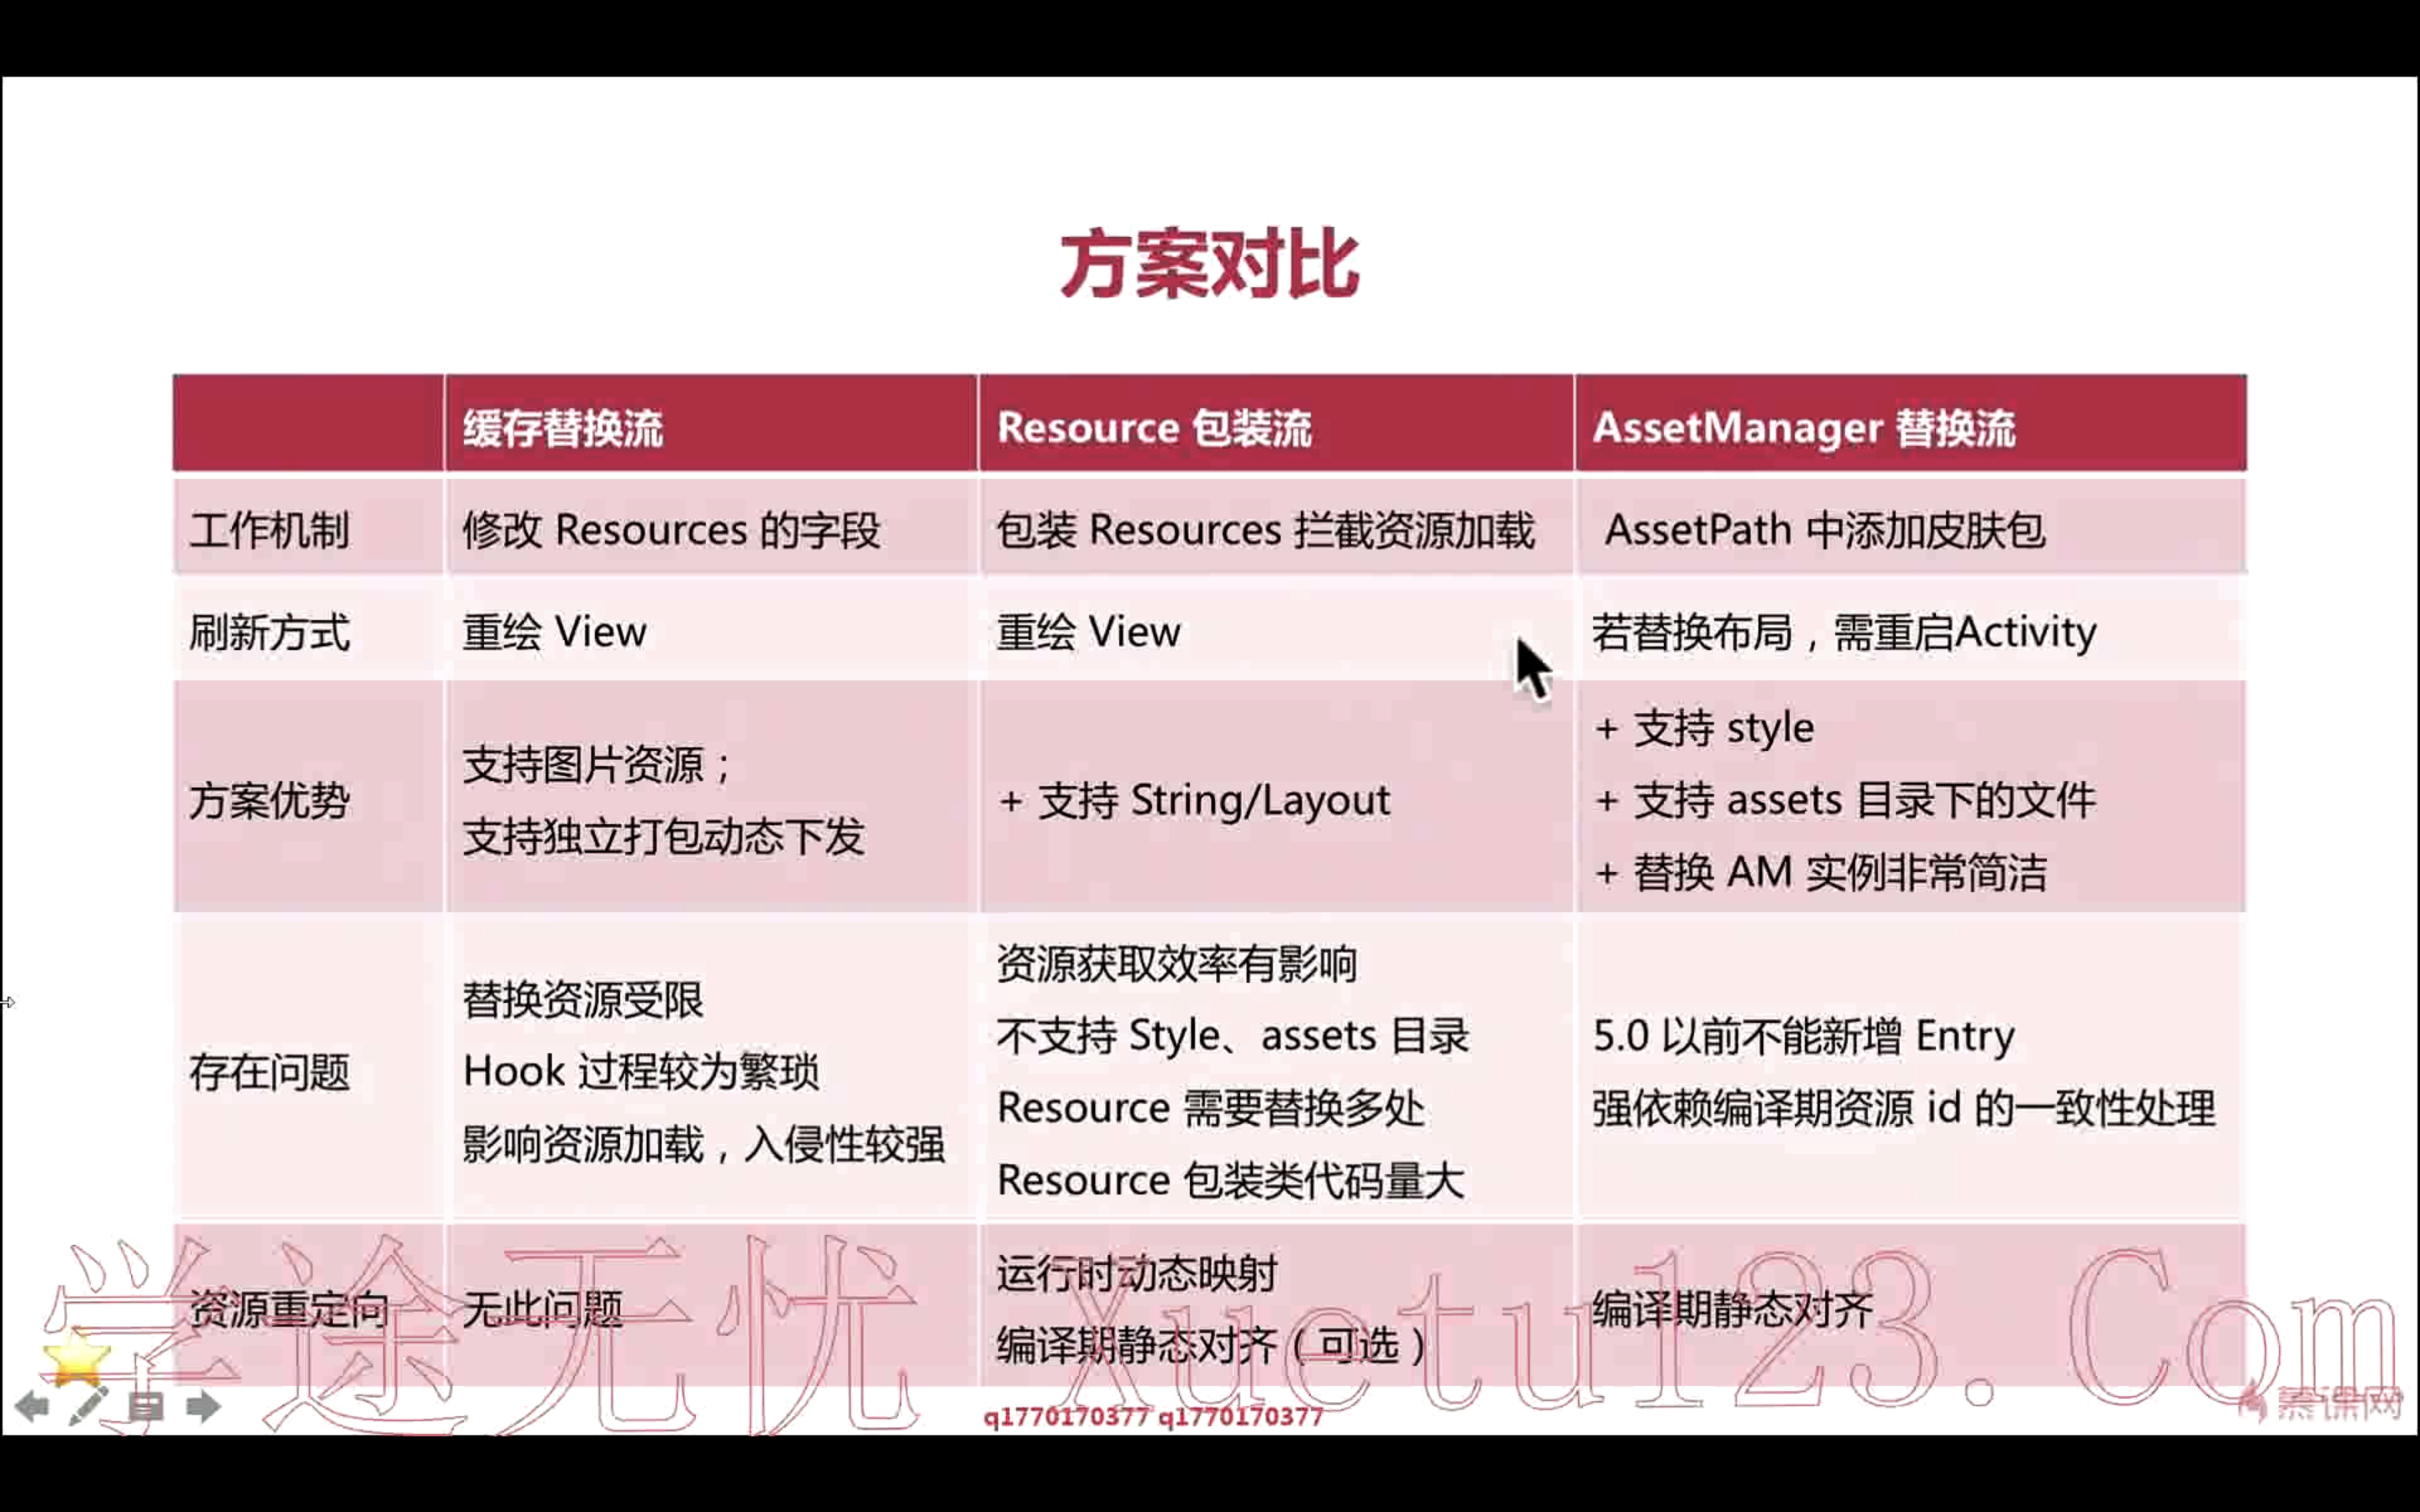 方案对比
缓存替换流 Resource 包装流 AssetManager 替换流
工作机制 修改 Resources 的字段 包装 Resources 拦截资源加载 AssetPath 中添加皮肤包
刷新方式 重绘 View 重绘 View 若替换布局，需重启Activity
方案优势
支持图片资源；
支持独立打包动态下发
+ 支持 String/Layout
+ 支持 style
+ 支持 assets 目录下的文件
+ 替换 AM 实例非常简洁
存在问题
替换资源受限
Hook 过程较为繁琐
影响资源加载，入侵性较强
资源获取效率有影响
不支持 Style、assets 目录
Resource 需要替换多处
Resource 包装类代码量大
5.0 以前不能新增 Entry
强依赖编译期资源 id 的一致性处理
资源重定向
无此问题
运行时动态映射
编译期静态对齐（可选）
编译期静态对齐
学途无忧 Xuetu123.Com
q1770170377 q1770170377
慕课网